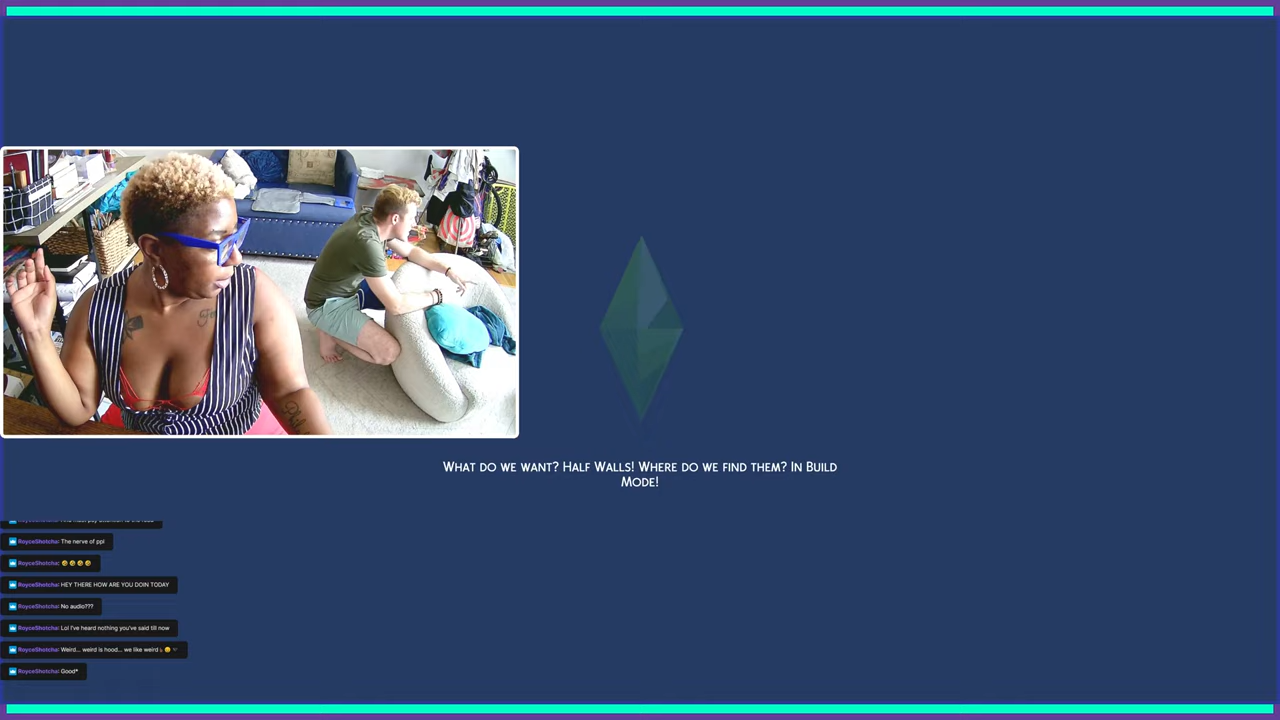 What do we want? Half Walls! Where do we find them? In Build
Mode!
RoyceShotcha: The nerve of ppl
RoyceShotcha: 🤣🤣🤣🤣
RoyceShotcha: HEY THERE HOW ARE YOU DOIN TODAY
RoyceShotcha: No audio???
RoyceShotcha: Lol I've heard nothing you've said till now
RoyceShotcha: Weird... weird is hood... we like weird
RoyceShotcha: Good*